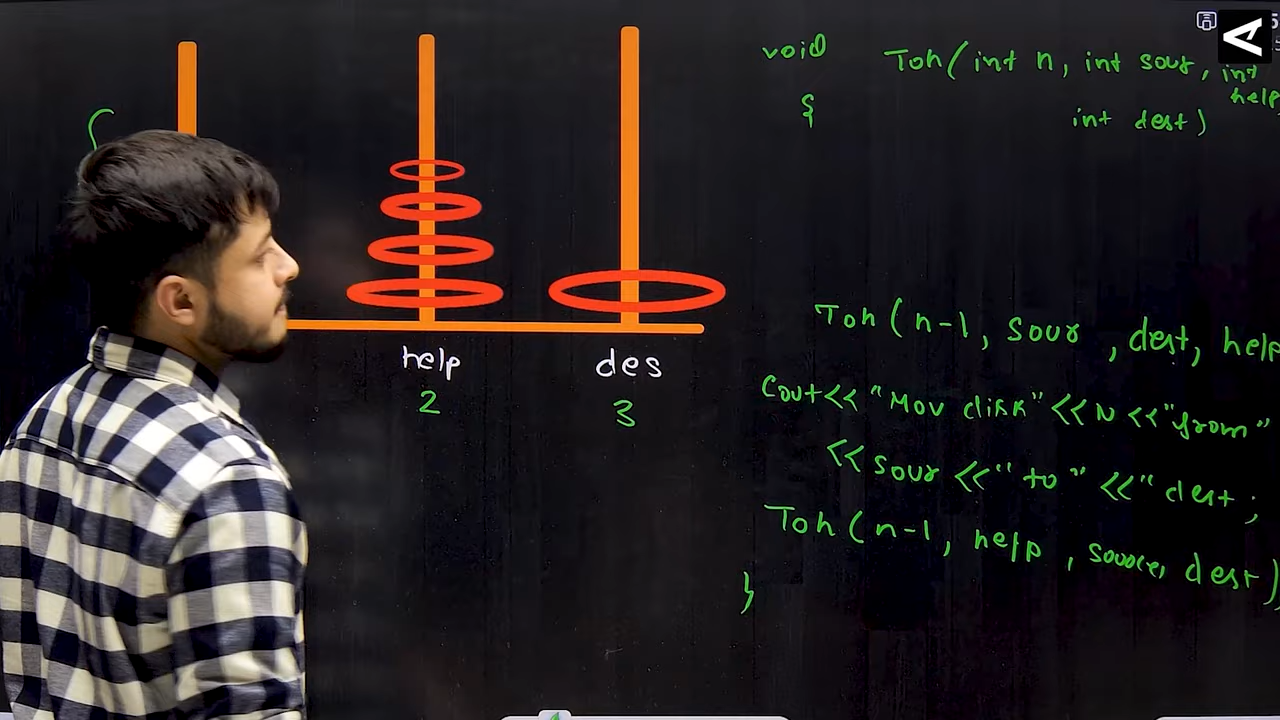 void Toh(int n, int sour, int help,
{ int dest)
Toh(n-1, sour, dest, help
Cout<<"Mov disk"<<N<<"from"
<<sour<<"to"<<"dest;
Toh(n-1, help, source, dest)
}
help des
2 3